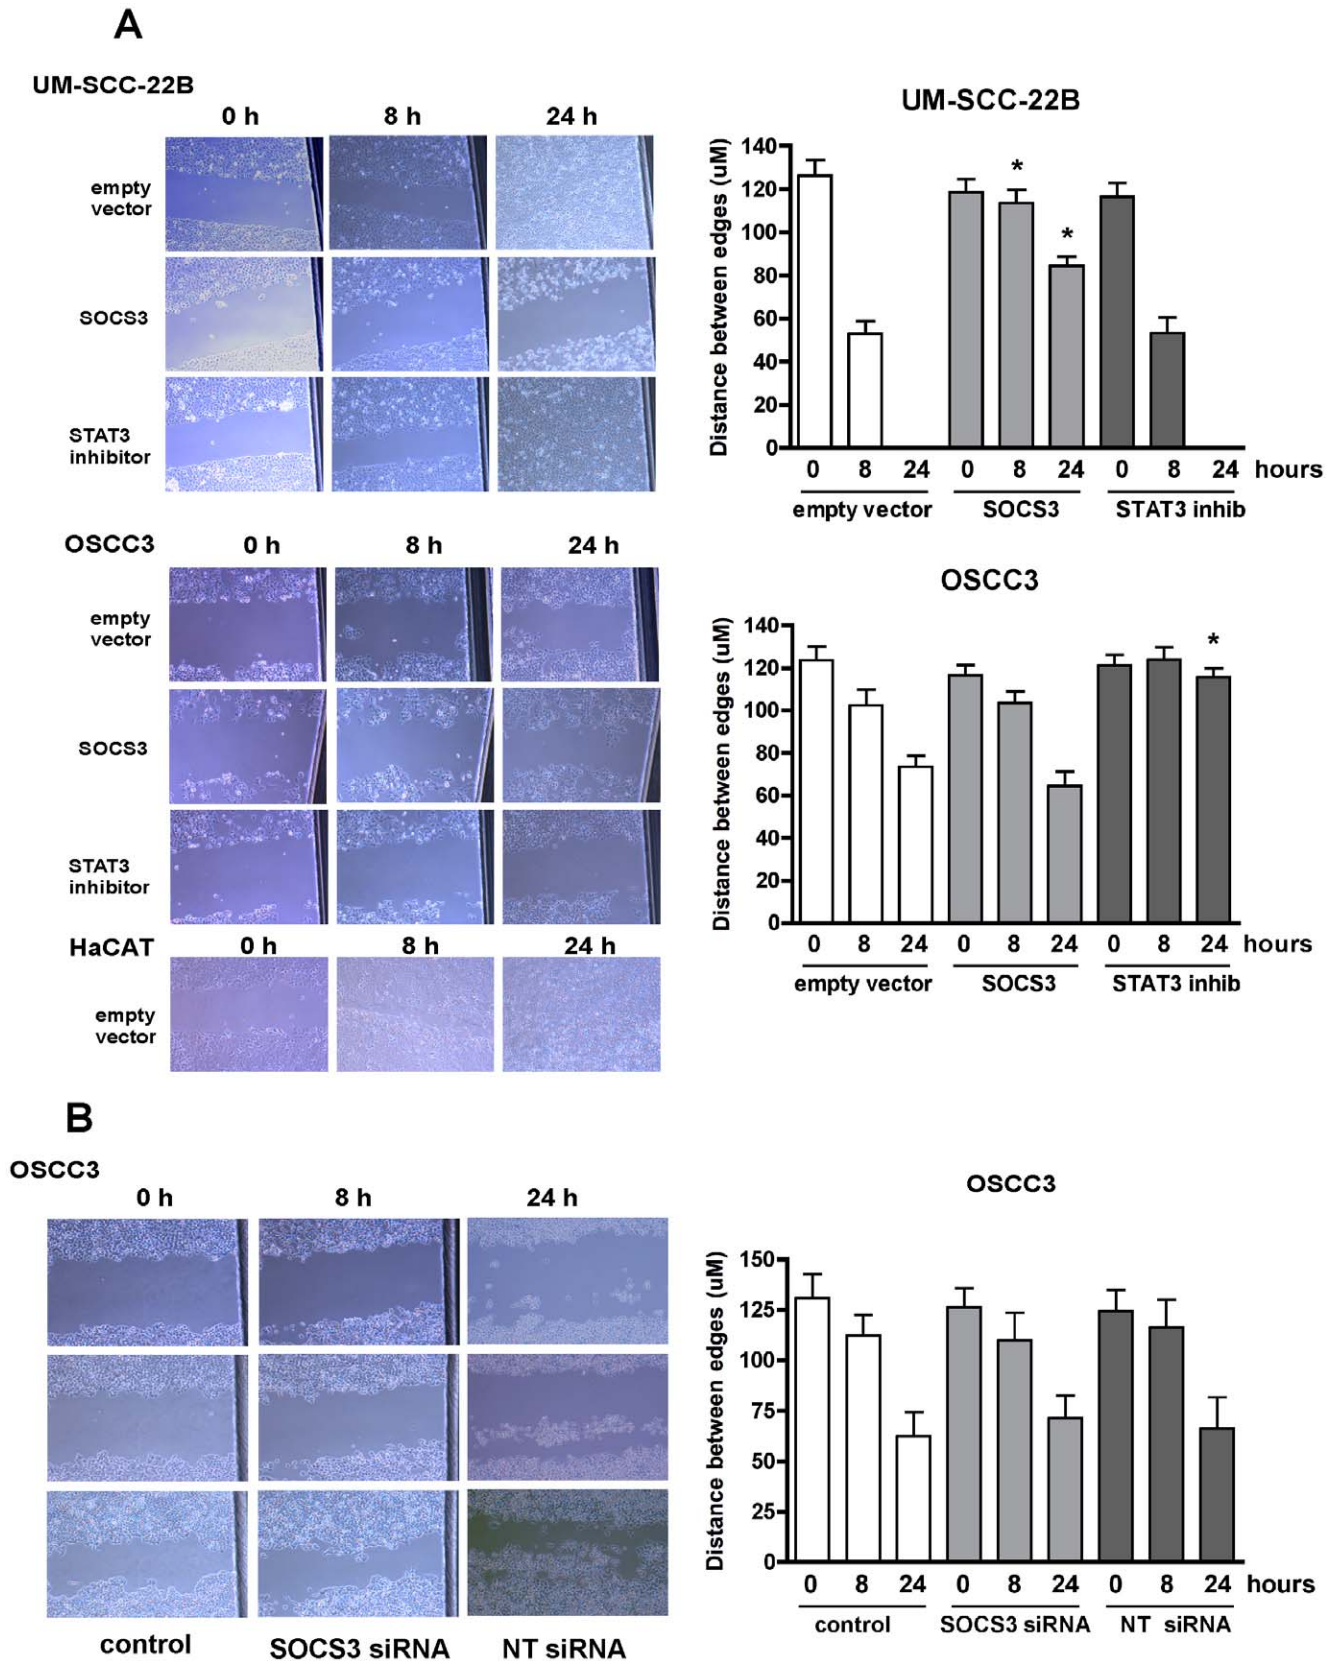 A
UM-SCC-22B
0 h 8 h 24 h
empty
vector
SOCS3
STAT3
inhibitor
UM-SCC-22B
Distance between edges (uM)
140
120
100
80
60
40
20
0
0 8 24 0 8 24 0 8 24 hours
empty vector SOCS3 STAT3 inhib
* *
OSCC3 0 h 8 h 24 h
empty
vector
SOCS3
STAT3
inhibitor
OSCC3
Distance between edges (uM)
140
120
100
80
60
40
20
0
*
0 8 24 0 8 24 0 8 24 hours
empty vector SOCS3 STAT3 inhib
HaCAT 0 h 8 h 24 h
empty
vector
B
OSCC3
0 h 8 h 24 h
control SOCS3 siRNA NT siRNA
OSCC3
Distance between edges (uM)
150
125
100
75
50
25
0
0 8 24 0 8 24 0 8 24 hours
control SOCS3 siRNA NT siRNA